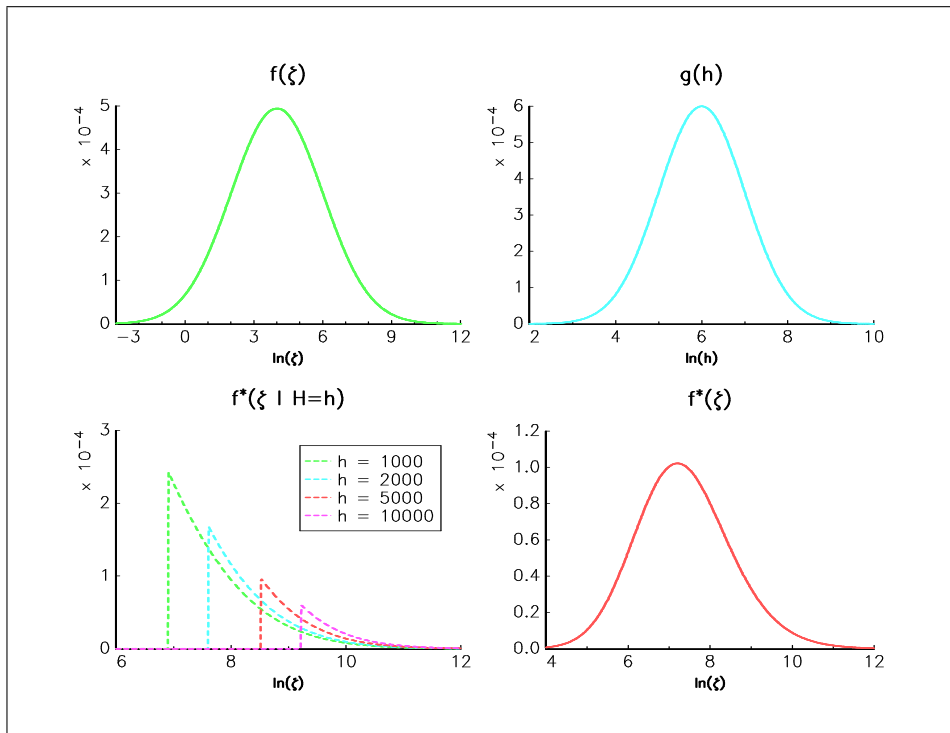 f(ζ)
× 10⁻⁴
5
4
3
2
1
0
−3 0 3 6 9 12
ln(ζ)
g(h)
× 10⁻⁴
6
5
4
3
2
1
0
2 4 6 8 10
ln(h)
f*(ζ I H=h)
× 10⁻⁴
3
2
1
0
6 8 10 12
ln(ζ)
h = 1000
h = 2000
h = 5000
h = 10000
f*(ζ)
× 10⁻⁴
1.2
1.0
0.8
0.6
0.4
0.2
0.0
4 6 8 10 12
ln(ζ)